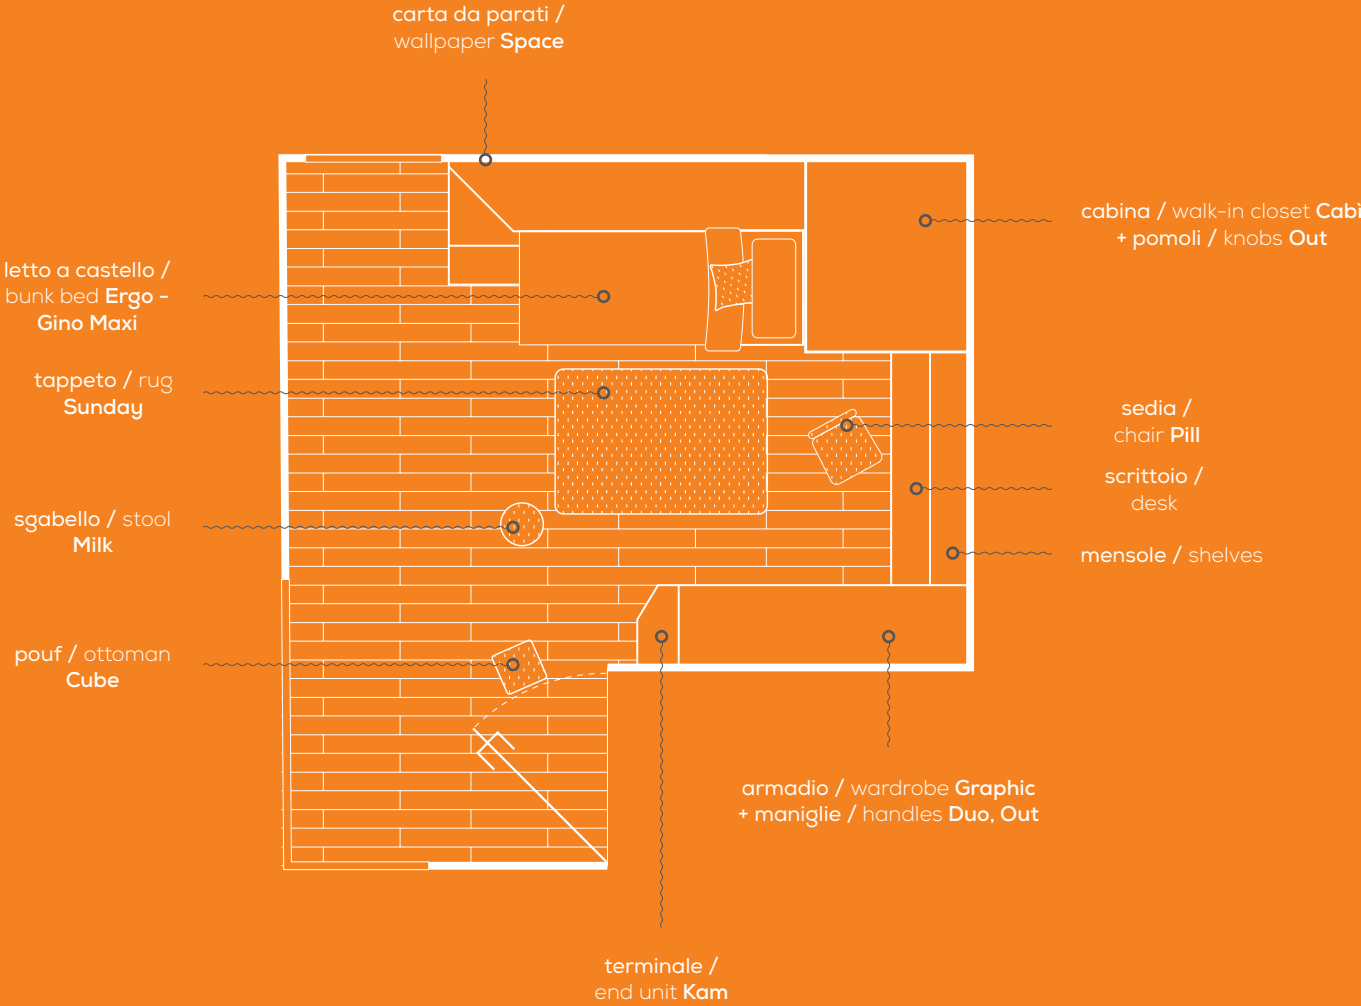 carta da parati /
wallpaper Space
letto a castello /
bunk bed Ergo -
Gino Maxi
tappeto / rug
Sunday
sgabello / stool
Milk
pouf / ottoman
Cube
cabina / walk-in closet Cabi
+ pomoli / knobs Out
sedia /
chair Pill
scrittoio /
desk
mensole / shelves
armadio / wardrobe Graphic
+ maniglie / handles Duo, Out
terminale /
end unit Kam